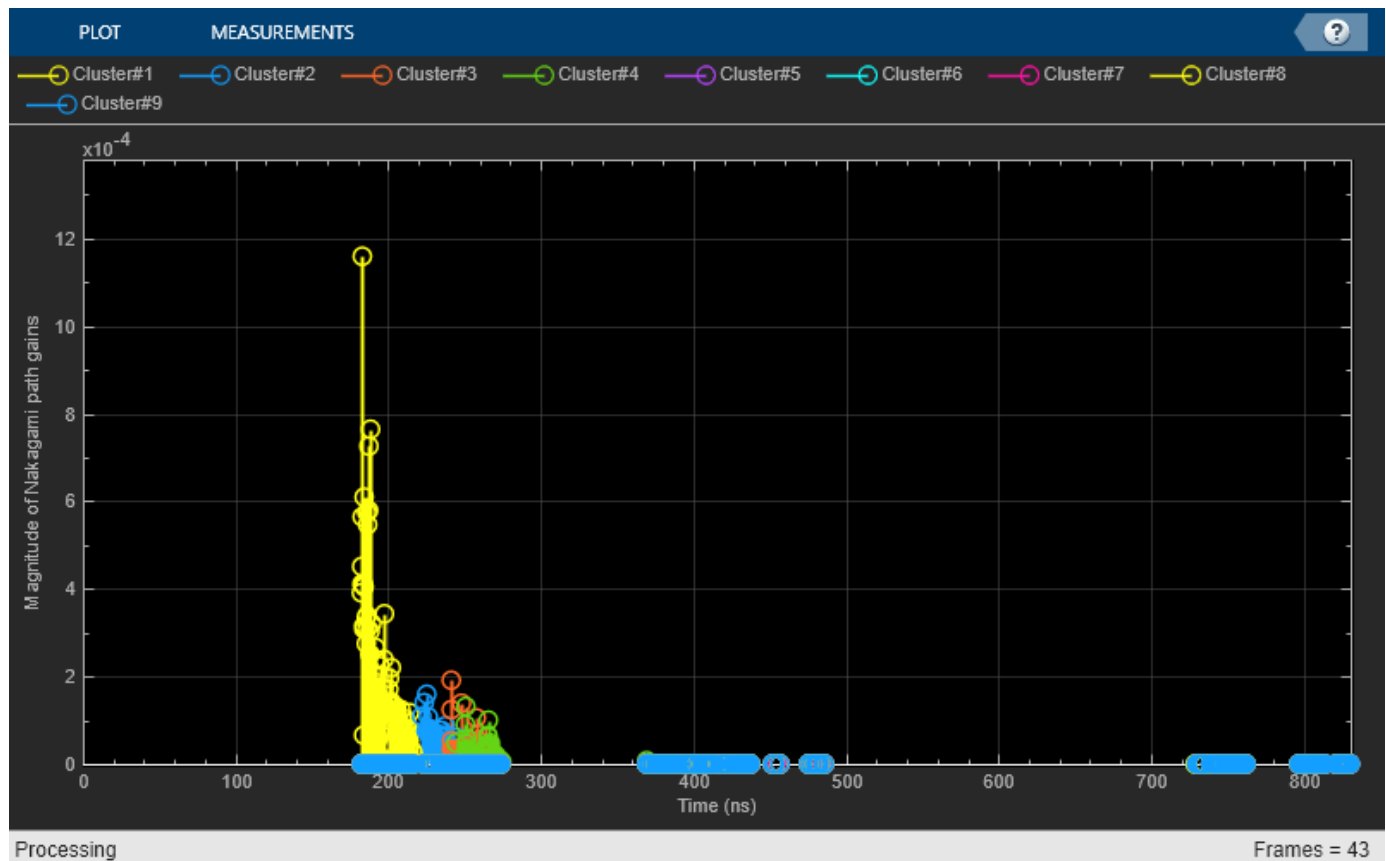 PLOT MEASUREMENTS ?
Cluster#1 Cluster#2 Cluster#3 Cluster#4 Cluster#5 Cluster#6 Cluster#7 Cluster#8
Cluster#9
x10^-4
12
10
8
6
4
2
0
Magnitude of Nakagami path gains
0 100 200 300 400 500 600 700 800
Time (ns)
Processing Frames = 43